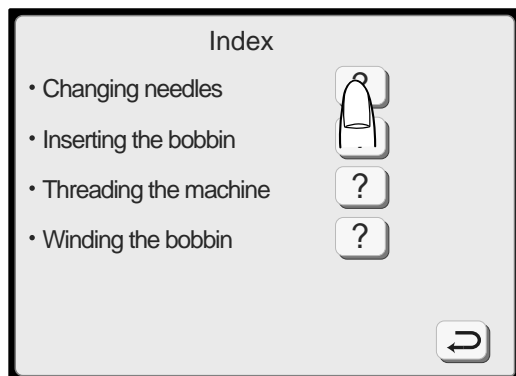 Index
• Changing needles
• Inserting the bobbin
• Threading the machine ?
• Winding the bobbin ?